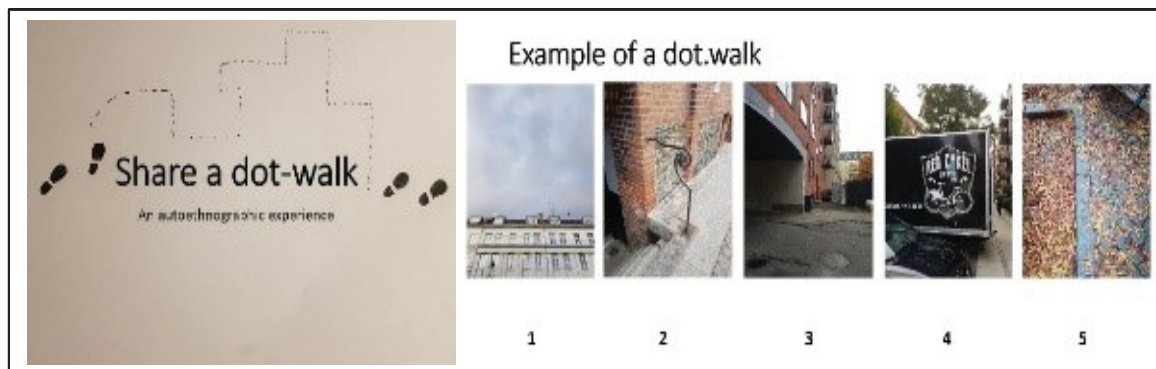 Share a dot-walk
An autoethnographic experience
Example of a dot.walk
1 2 3 4 5